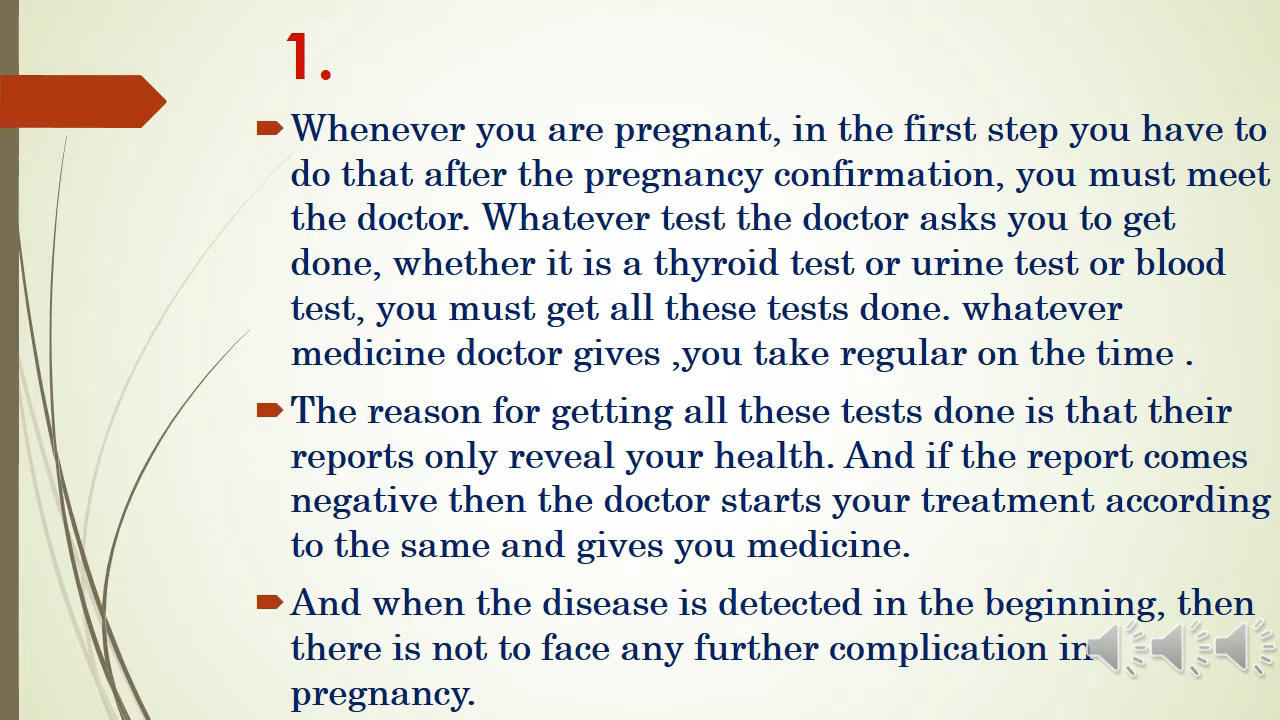 1.
Whenever you are pregnant, in the first step you have to
do that after the pregnancy confirmation, you must meet
the doctor. Whatever test the doctor asks you to get
done, whether it is a thyroid test or urine test or blood
test, you must get all these tests done. whatever
medicine doctor gives ,you take regular on the time .
The reason for getting all these tests done is that their
reports only reveal your health. And if the report comes
negative then the doctor starts your treatment according
to the same and gives you medicine.
And when the disease is detected in the beginning, then
there is not to face any further complication in
pregnancy.